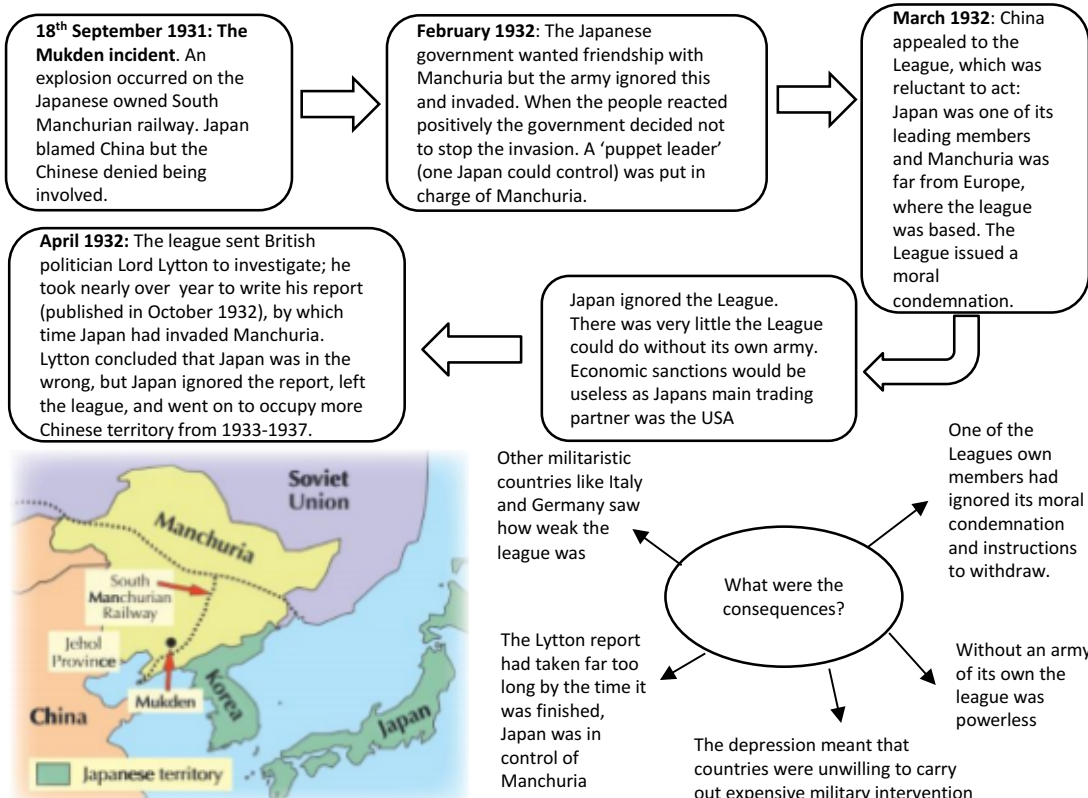 18th September 1931: The
Mukden incident. An
explosion occurred on the
Japanese owned South
Manchurian railway. Japan
blamed China but the
Chinese denied being
involved.
February 1932: The Japanese
government wanted friendship with
Manchuria but the army ignored this
and invaded. When the people reacted
positively the government decided not
to stop the invasion. A ‘puppet leader’
(one Japan could control) was put in
charge of Manchuria.
March 1932: China
appealed to the
League, which was
reluctant to act:
Japan was one of its
leading members
and Manchuria was
far from Europe,
where the league
was based. The
League issued a
moral
condemnation.
Japan ignored the League.
There was very little the League
could do without its own army.
Economic sanctions would be
useless as Japans main trading
partner was the USA
April 1932: The league sent British
politician Lord Lytton to investigate; he
took nearly over year to write his report
(published in October 1932), by which
time Japan had invaded Manchuria.
Lytton concluded that Japan was in the
wrong, but Japan ignored the report, left
the league, and went on to occupy more
Chinese territory from 1933-1937.
Soviet
Union
Manchuria
South
Manchurian
Railway
Jehol
Province
Mukden
Korea
China
Japan
Japanese territory
What were the
consequences?
Other militaristic
countries like Italy
and Germany saw
how weak the
league was
One of the
Leagues own
members had
ignored its moral
condemnation
and instructions
to withdraw.
The Lytton report
had taken far too
long by the time it
was finished,
Japan was in
control of
Manchuria
Without an army
of its own the
league was
powerless
The depression meant that
countries were unwilling to carry
out expensive military intervention